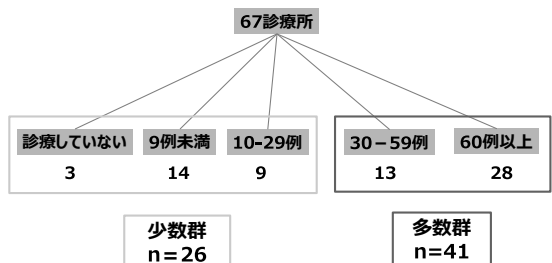 67診療所
診療していない 9例未満 10-29例 30－59例 60例以上
3 14 9 13 28
少数群 多数群
n＝26 n=41